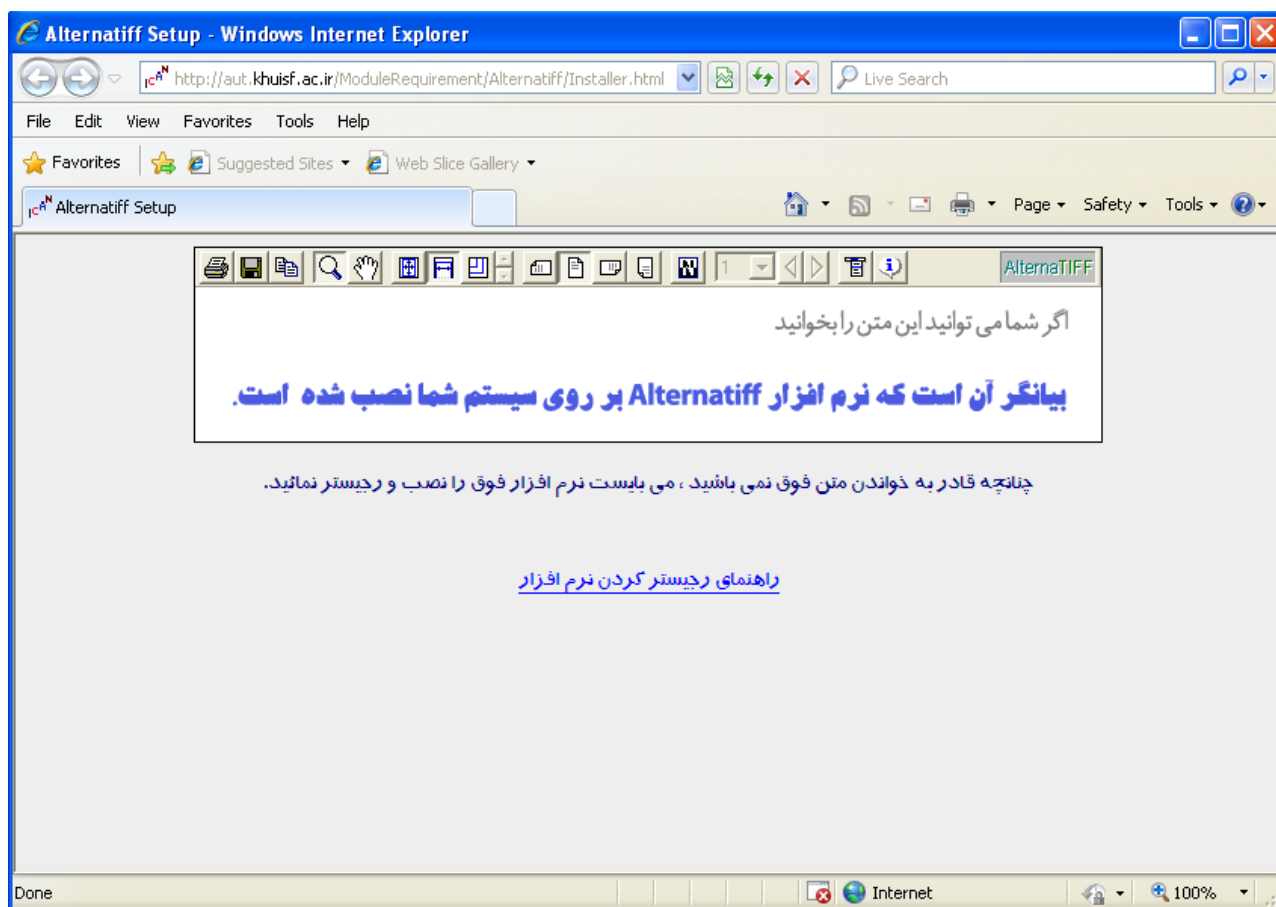 Alternatiff Setup - Windows Internet Explorer
http://aut.khuisf.ac.ir/ModuleRequirement/Alternatiff/Installer.html Live Search
File Edit View Favorites Tools Help
Favorites Suggested Sites Web Slice Gallery
Alternatiff Setup Page Safety Tools
1 AlternaTIFF
اگر شما می توانید این متن را بخوانید
بیانگر آن است که نرم افزار Alternatiff بر روی سیستم شما نصب شده است.
چنانچه قادر به خواندن متن فوق نمی باشید ، می بایست نرم افزار فوق را نصب و رجیستر نمائید.
راهنمای رجیستر کردن نرم افزار
Done Internet 100%